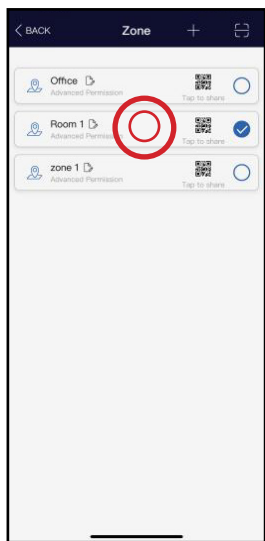 BACK Zone
Office
Advanced Permission
Tap to share
Room 1
Advanced Permission
Tap to share
zone 1
Advanced Permission
Tap to share